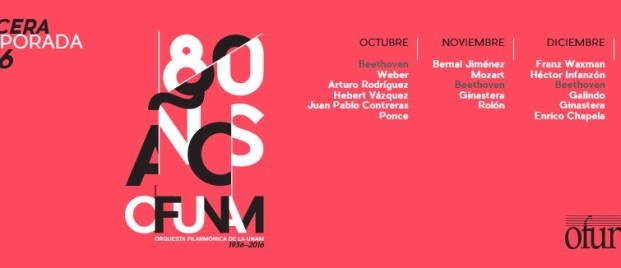 CERA
PORADA
6
80
AÑOS
OFUNAM
ORQUESTA FILARMÓNICA DE LA UNAM
1936-2016
OCTUBRE
Beethoven
Weber
Arturo Rodríguez
Hebert Vázquez
Juan Pablo Contreras
Ponce
NOVIEMBRE
Bernal Jiménez
Mozart
Beethoven
Ginastera
Rolón
DICIEMBRE
Franz Waxman
Héctor Infanzón
Beethoven
Galindo
Ginastera
Enrico Chapela
ofun